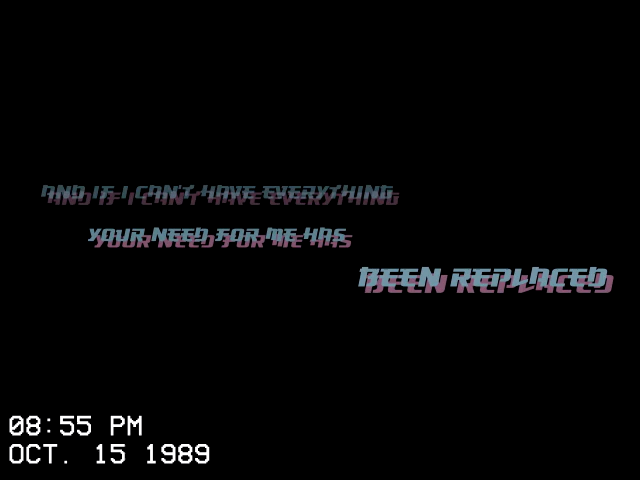 AND IF I CAN'T HAVE EVERYTHING
YOUR NEED FOR ME HAS
BEEN REPLACED
08:55 PM
OCT. 15 1989